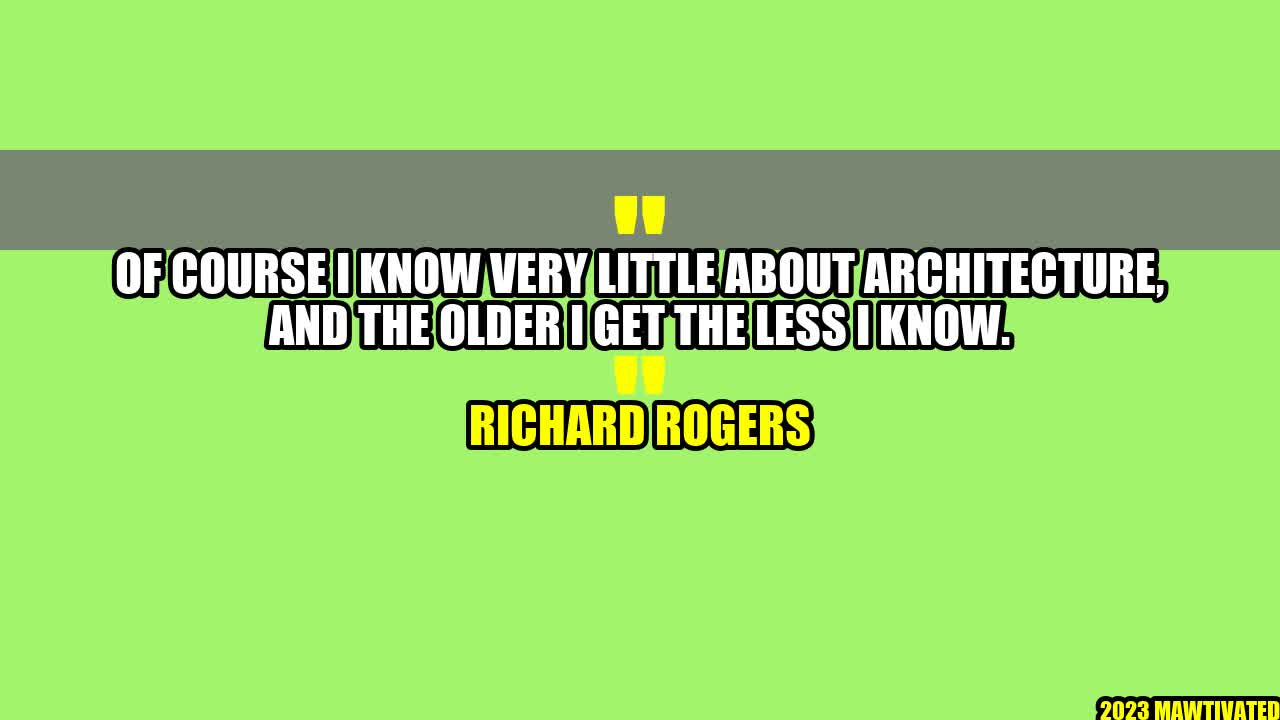 "
OF COURSE I KNOW VERY LITTLE ABOUT ARCHITECTURE,
AND THE OLDER I GET THE LESS I KNOW.
"
RICHARD ROGERS
2023 MAWTIVATED